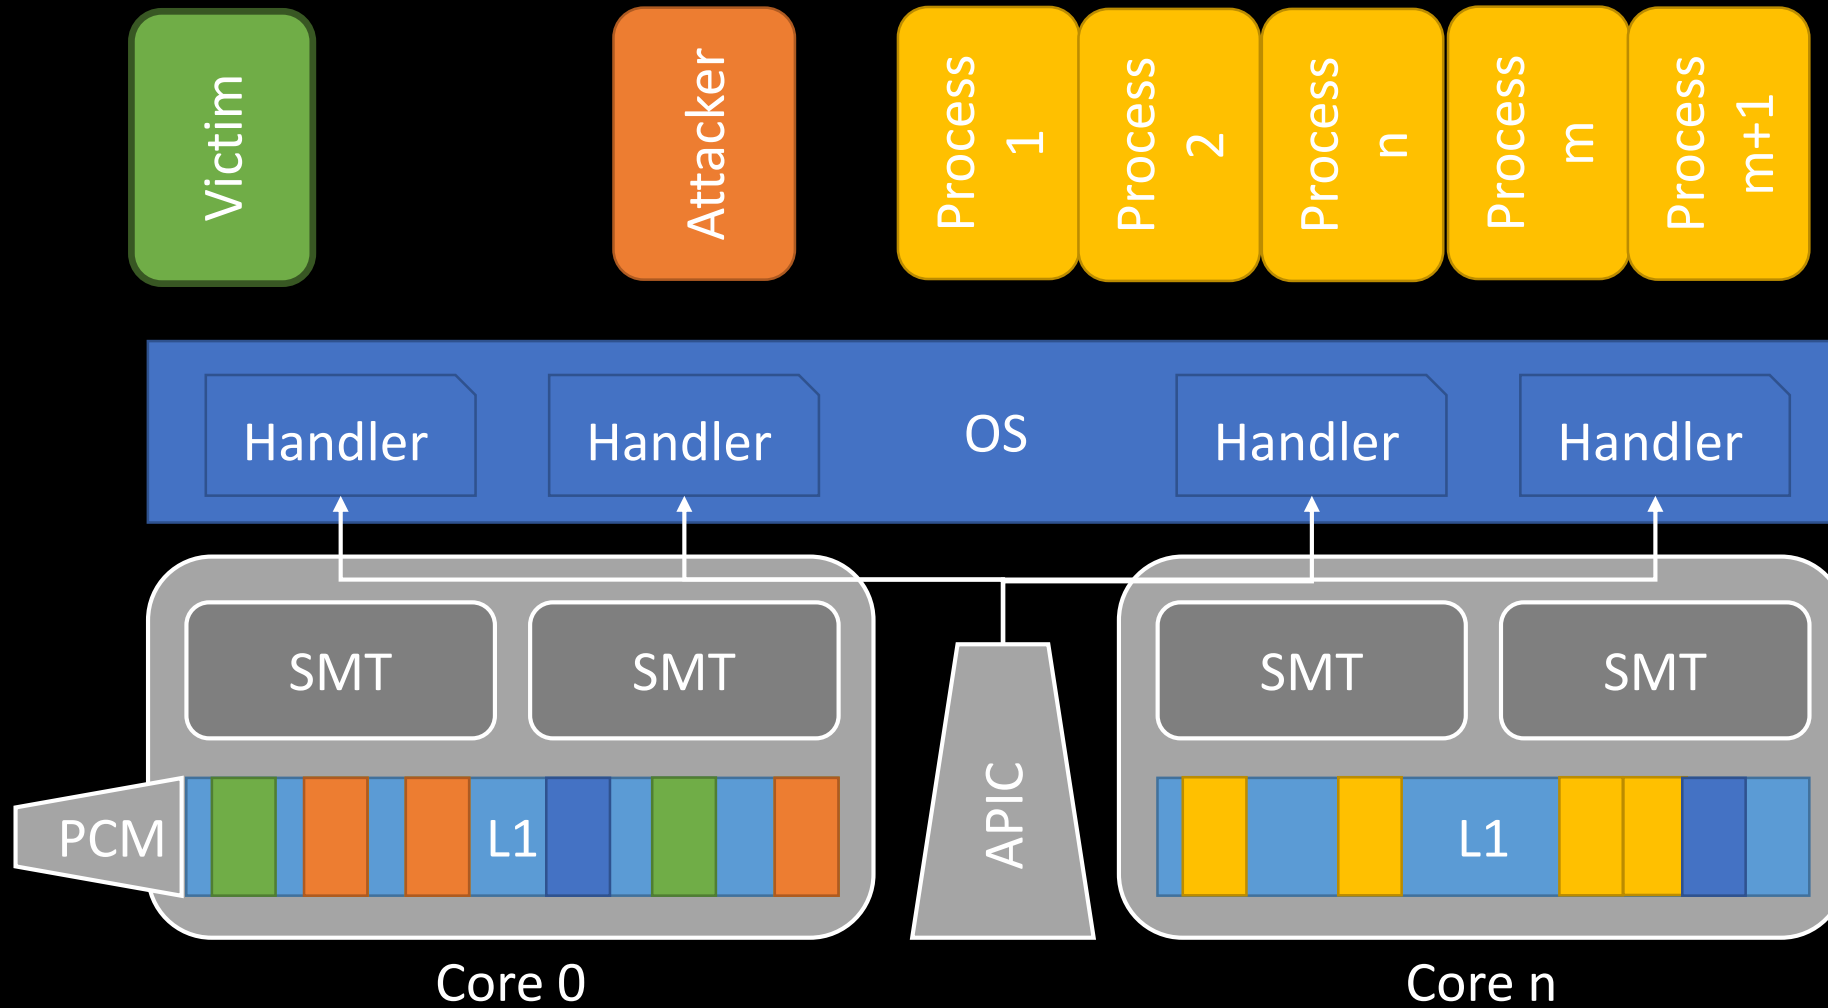 Victim
Attacker
Process
1
Process
2
Process
n
Process
m
Process
m+1
Handler
Handler
OS
Handler
Handler
SMT
SMT
SMT
SMT
PCM
L1
APIC
L1
Core 0
Core n